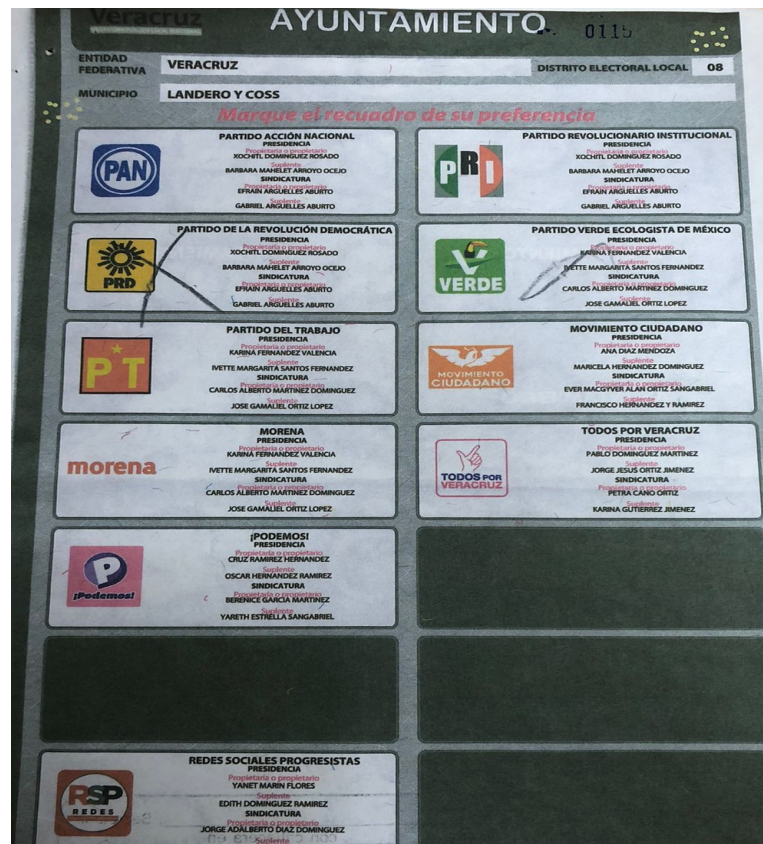 Veracruz
AYUNTAMIENTO
0115
ENTIDAD FEDERATIVA VERACRUZ DISTRITO ELECTORAL LOCAL 08
MUNICIPIO LANDERO Y COSS
Marque el recuadro de su preferencia
PAN
PARTIDO ACCIÓN NACIONAL
PRESIDENCIA
Propietaria o propietario
XOCHITL DOMINGUEZ ROSADO
Suplente
BARBARA MAHELET ARROYO OCEJO
SINDICATURA
Propietaria o propietario
EFRAIN ARGUELLES ABURTO
Suplente
GABRIEL ARGUELLES ABURTO
PRI
PARTIDO REVOLUCIONARIO INSTITUCIONAL
PRESIDENCIA
Propietaria o propietario
XOCHITL DOMINGUEZ ROSADO
Suplente
BARBARA MAHELET ARROYO OCEJO
SINDICATURA
Propietaria o propietario
EFRAIN ARGUELLES ABURTO
Suplente
GABRIEL ARGUELLES ABURTO
PRD
PARTIDO DE LA REVOLUCIÓN DEMOCRÁTICA
PRESIDENCIA
Propietaria o propietario
XOCHITL DOMINGUEZ ROSADO
Suplente
BARBARA MAHELET ARROYO OCEJO
SINDICATURA
Propietaria o propietario
EFRAIN ARGUELLES ABURTO
Suplente
GABRIEL ARGUELLES ABURTO
VERDE
PARTIDO VERDE ECOLOGISTA DE MÉXICO
PRESIDENCIA
Propietaria o propietario
KARINA FERNANDEZ VALENCIA
Suplente
IVETTE MARGARITA SANTOS FERNANDEZ
SINDICATURA
Propietaria o propietario
CARLOS ALBERTO MARTINEZ DOMINGUEZ
Suplente
JOSE GAMALIEL ORTIZ LOPEZ
PT
PARTIDO DEL TRABAJO
PRESIDENCIA
Propietaria o propietario
KARINA FERNANDEZ VALENCIA
Suplente
IVETTE MARGARITA SANTOS FERNANDEZ
SINDICATURA
Propietaria o propietario
CARLOS ALBERTO MARTINEZ DOMINGUEZ
Suplente
JOSE GAMALIEL ORTIZ LOPEZ
MOVIMIENTO
CIUDADANO
MOVIMIENTO CIUDADANO
PRESIDENCIA
Propietaria o propietario
ANA DIAZ MENDOZA
Suplente
MARICELA HERNANDEZ DOMINGUEZ
SINDICATURA
Propietaria o propietario
EVER MACGYVER ALAN ORTIZ SANGABRIEL
Suplente
FRANCISCO HERNANDEZ Y RAMIREZ
morena
MORENA
PRESIDENCIA
Propietaria o propietario
KARINA FERNANDEZ VALENCIA
Suplente
IVETTE MARGARITA SANTOS FERNANDEZ
SINDICATURA
Propietaria o propietario
CARLOS ALBERTO MARTINEZ DOMINGUEZ
Suplente
JOSE GAMALIEL ORTIZ LOPEZ
TODOS POR
VERACRUZ
TODOS POR VERACRUZ
PRESIDENCIA
Propietaria o propietario
PABLO DOMINGUEZ MARTINEZ
Suplente
JORGE JESUS ORTIZ JIMENEZ
SINDICATURA
Propietaria o propietario
PETRA CANO ORTIZ
Suplente
KARINA GUTIERREZ JIMENEZ
P
¡Podemos!
¡PODEMOS!
PRESIDENCIA
Propietaria o propietario
CRUZ RAMIREZ HERNANDEZ
Suplente
OSCAR HERNANDEZ RAMIREZ
SINDICATURA
Propietaria o propietario
BERENICE GARCIA MARTINEZ
Suplente
YARETH ESTRELLA SANGABRIEL
RSP
REDES
REDES SOCIALES PROGRESISTAS
PRESIDENCIA
Propietaria o propietario
YANET MARIN FLORES
Suplente
EDITH DOMINGUEZ RAMIREZ
SINDICATURA
Propietaria o propietario
JORGE ADALBERTO DIAZ DOMINGUEZ
Suplente